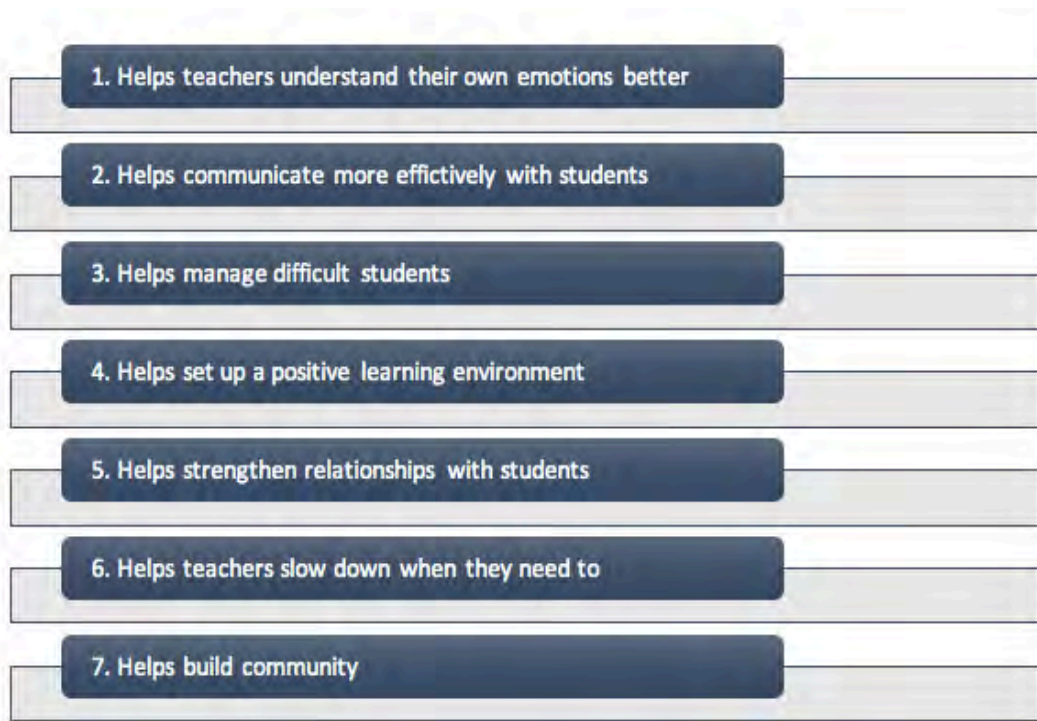 1. Helps teachers understand their own emotions better
2. Helps communicate more effictively with students
3. Helps manage difficult students
4. Helps set up a positive learning environment
5. Helps strengthen relationships with students
6. Helps teachers slow down when they need to
7. Helps build community